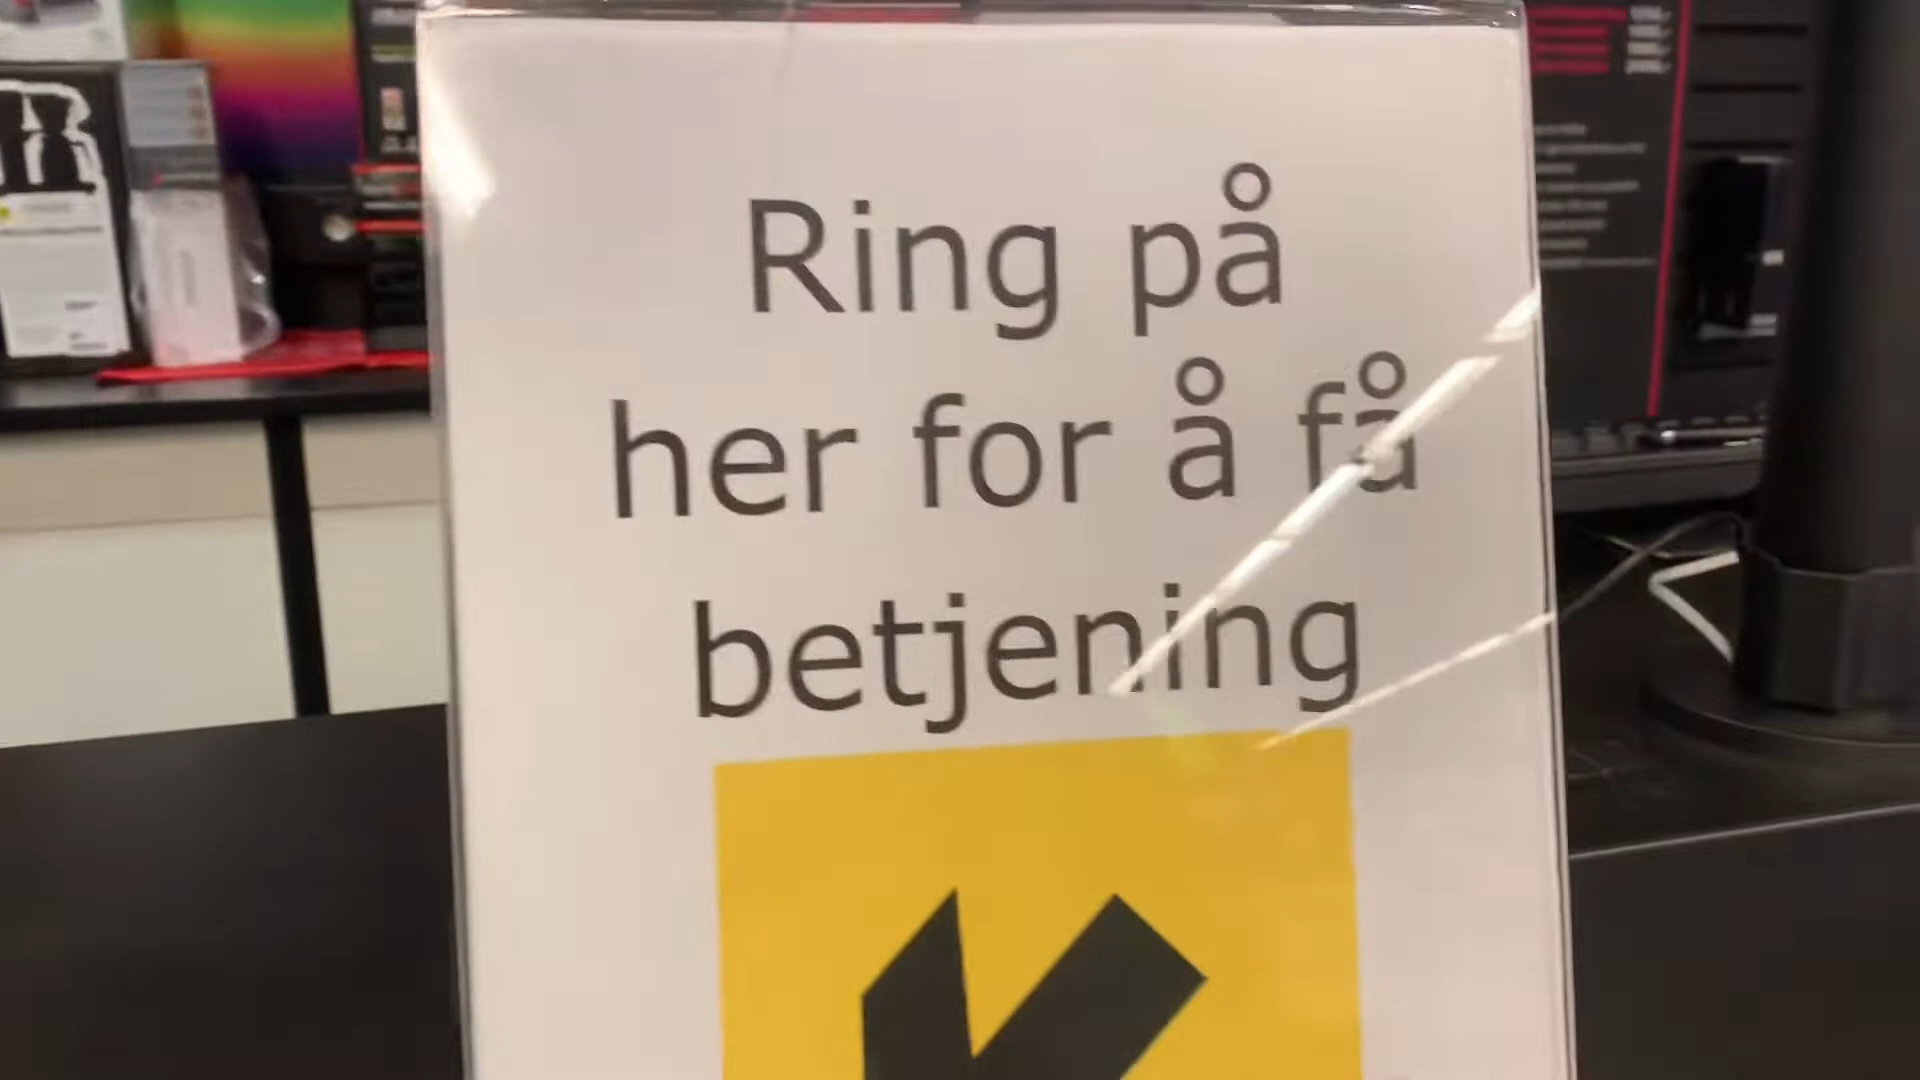 Ring på
her for å få
betjening